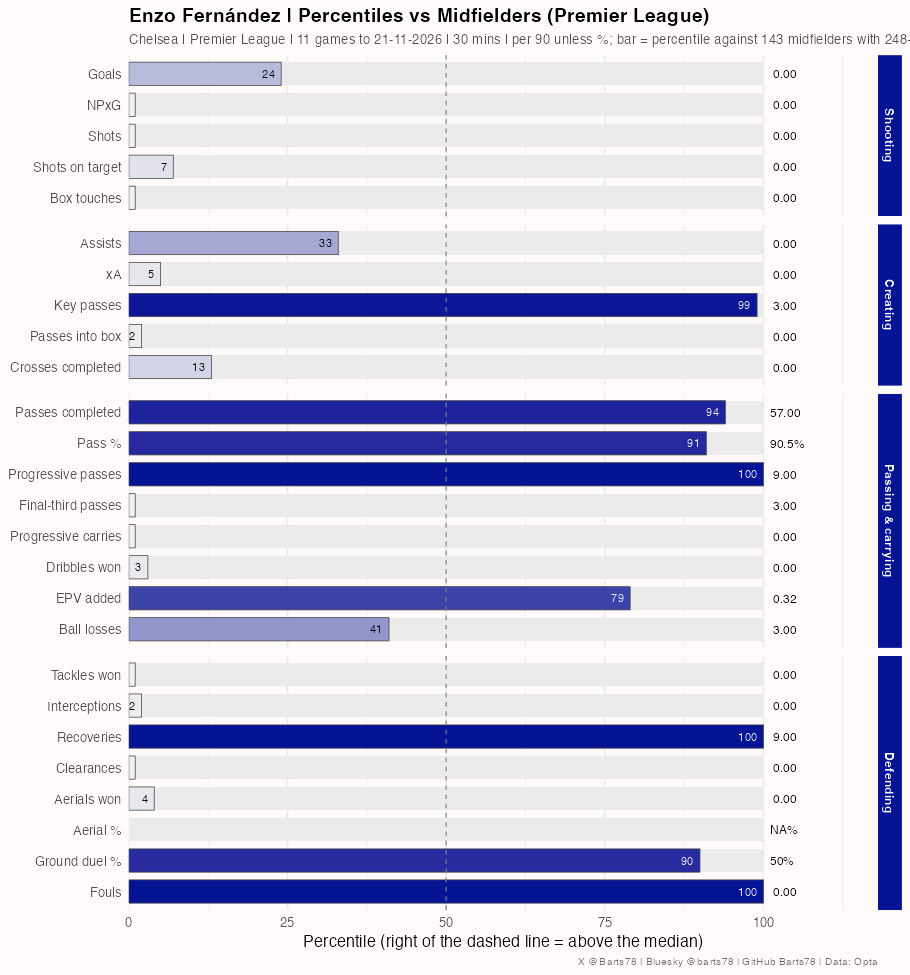 Enzo Fernández | Percentiles vs Midfielders (Premier League)
Chelsea | Premier League | 11 games to 21-11-2026 | 30 mins | per 90 unless %; bar = percentile against 143 midfielders with 248-
Goals 24 0.00
NPxG 0.00
Shots 0.00
Shots on target 7 0.00
Box touches 0.00
Shooting
Assists 33 0.00
xA 5 0.00
Key passes 99 3.00
Passes into box 2 0.00
Crosses completed 13 0.00
Creating
Passes completed 94 57.00
Pass % 91 90.5%
Progressive passes 100 9.00
Final-third passes 3.00
Progressive carries 0.00
Dribbles won 3 0.00
EPV added 79 0.32
Ball losses 41 3.00
Passing & carrying
Tackles won 0.00
Interceptions 2 0.00
Recoveries 100 9.00
Clearances 0.00
Aerials won 4 0.00
Aerial % NA%
Ground duel % 90 50%
Fouls 100 0.00
Defending
0 25 50 75 100
Percentile (right of the dashed line = above the median)
X @Barts78 | Bluesky @barts78 | GitHub Barts78 | Data: Opta